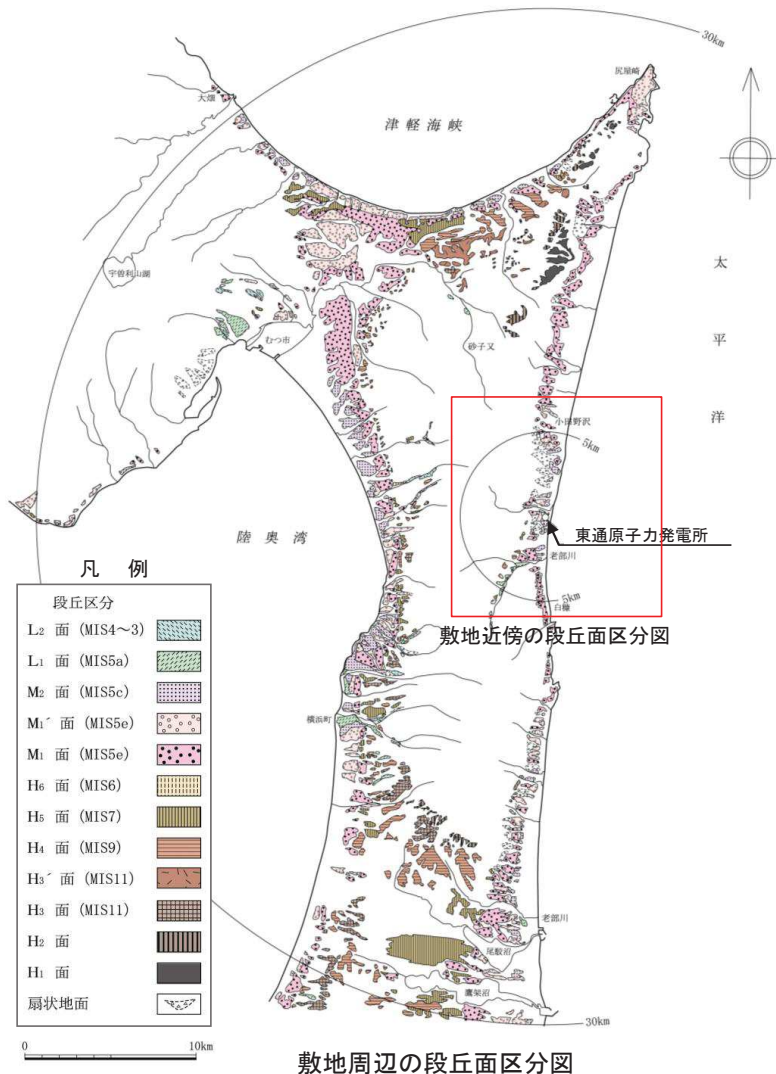 30km
尻屋崎
大畑
津軽海峡
太平洋
宇曽利山湖
むつ市
砂子又
小田野沢
5km
陸奥湾
東通原子力発電所
老部川
5km
白糠
敷地近傍の段丘面区分図
凡例
段丘区分
L₂ 面 (MIS4～3)
L₁ 面 (MIS5a)
M₂ 面 (MIS5c)
M₁´ 面 (MIS5e)
M₁ 面 (MIS5e)
H₆ 面 (MIS6)
H₅ 面 (MIS7)
H₄ 面 (MIS9)
H₃´ 面 (MIS11)
H₃ 面 (MIS11)
H₂ 面
H₁ 面
扇状地面
横浜町
老部川
尾駮沼
鷹架沼
30km
0 10km
敷地周辺の段丘面区分図